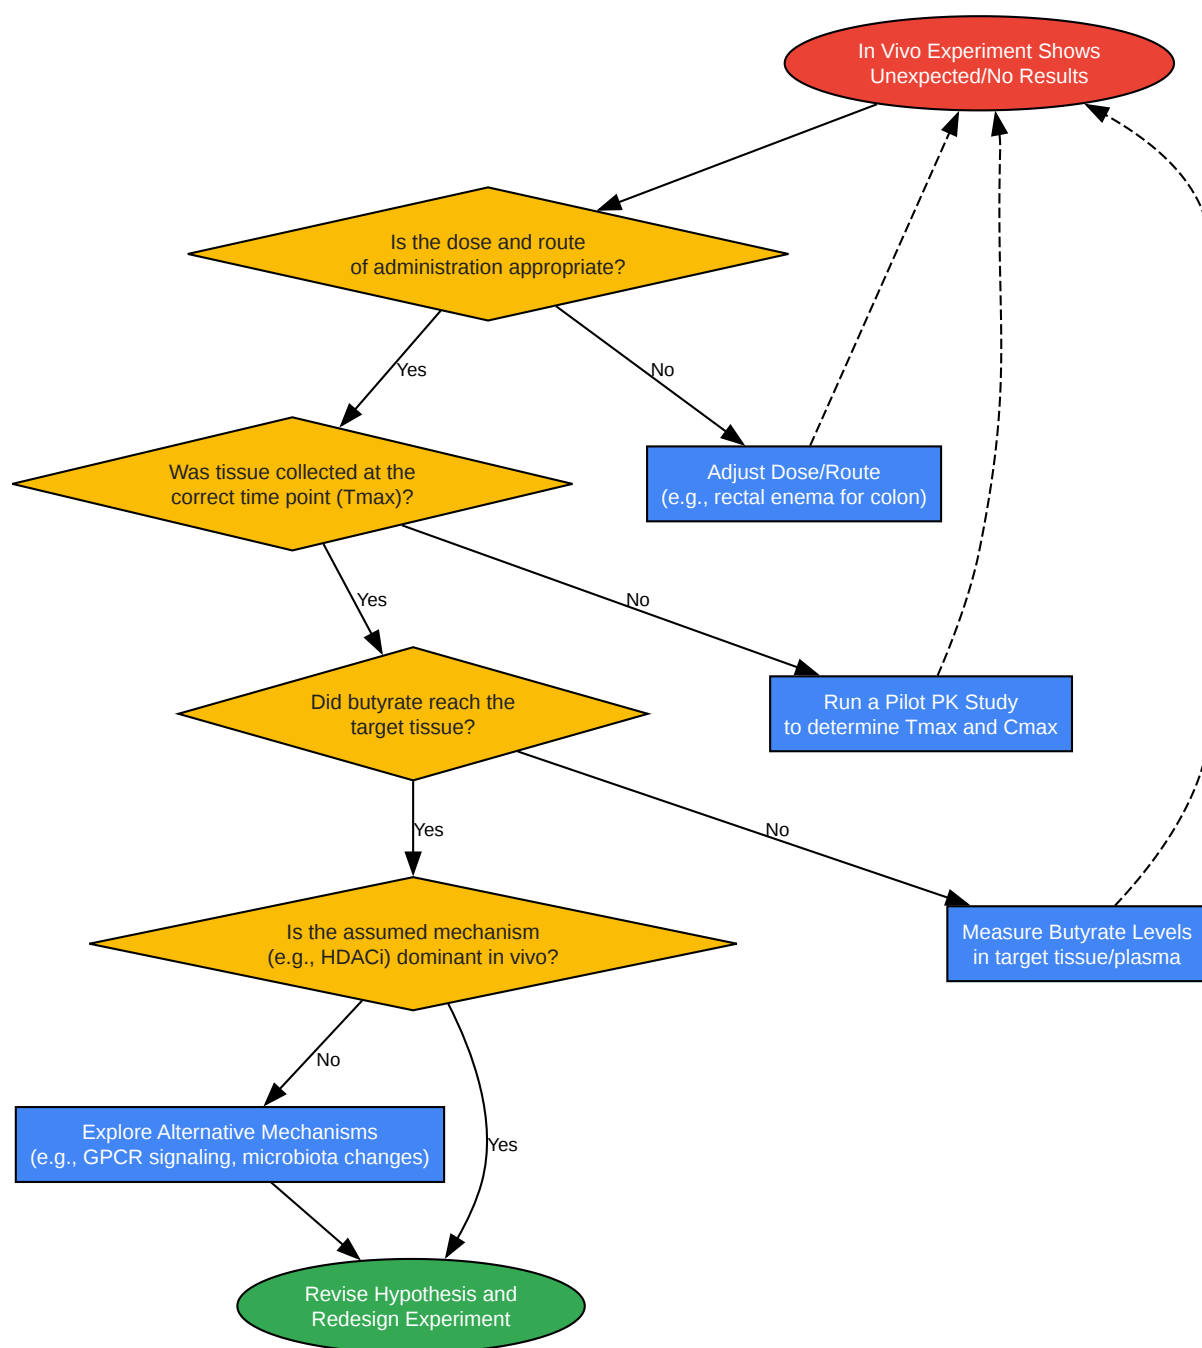 In Vivo Experiment Shows
Unexpected/No Results
Is the dose and route
of administration appropriate?
Yes
No
Was tissue collected at the
correct time point (Tmax)?
Adjust Dose/Route
(e.g., rectal enema for colon)
Yes
No
Did butyrate reach the
target tissue?
Run a Pilot PK Study
to determine Tmax and Cmax
Yes
No
Is the assumed mechanism
(e.g., HDACi) dominant in vivo?
Measure Butyrate Levels
in target tissue/plasma
No
Explore Alternative Mechanisms
(e.g., GPCR signaling, microbiota changes)
Yes
Revise Hypothesis and
Redesign Experiment